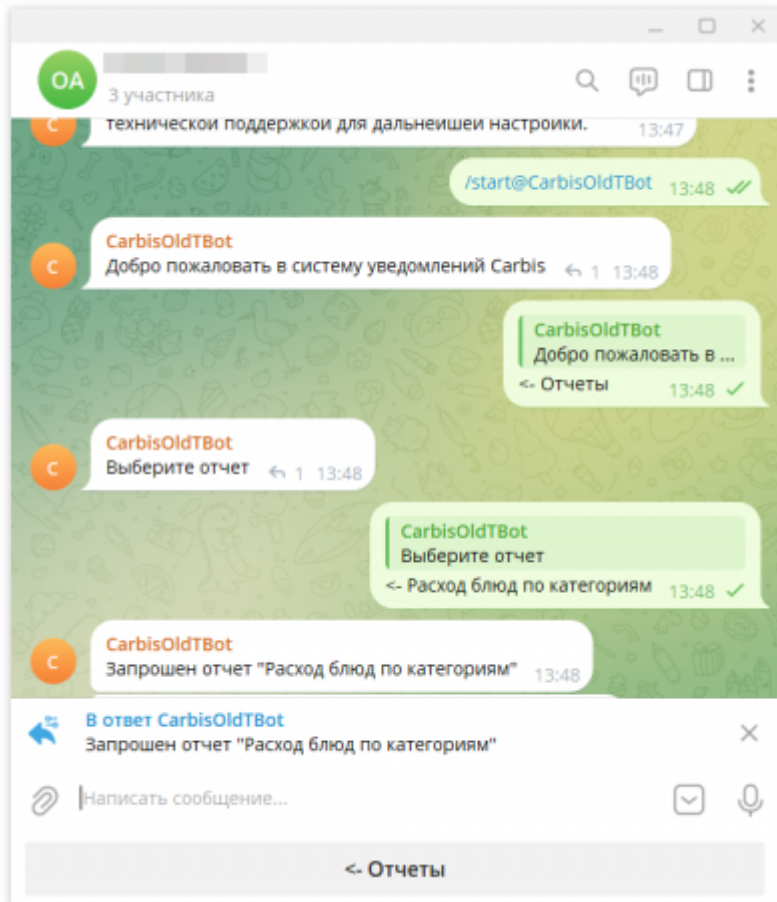 OA
3 участника
технической поддержкой для дальнейшей настройки.
13:47
/start@CarbisOldTBot 13:48
CarbisOldTBot
C
Добро пожаловать в систему уведомлений Carbis 1 13:48
CarbisOldTBot
Добро пожаловать в ...
<- Отчеты 13:48
CarbisOldTBot
C
Выберите отчет 1 13:48
CarbisOldTBot
Выберите отчет
<- Расход блюд по категориям 13:48
CarbisOldTBot
C
Запрошен отчет "Расход блюд по категориям" 13:48
В ответ CarbisOldTBot
Запрошен отчет "Расход блюд по категориям"
Написать сообщение...
<- Отчеты